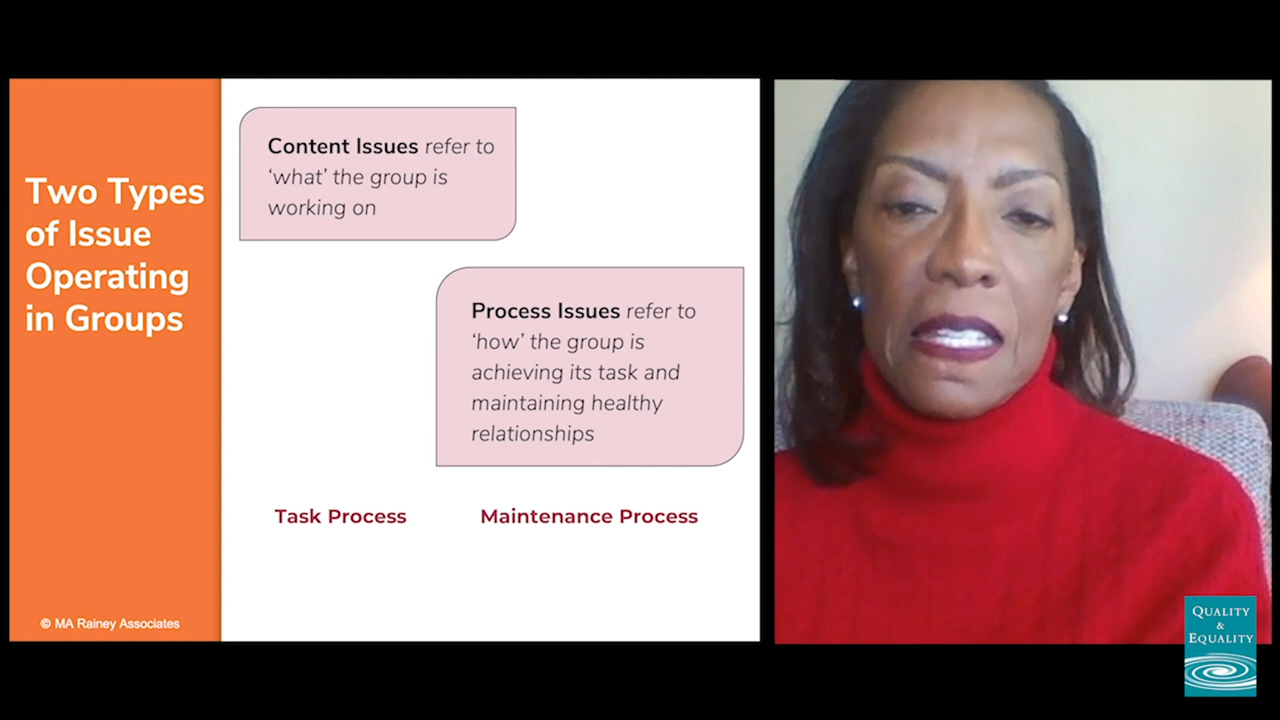 Two Types
of Issue
Operating
in Groups
© MA Rainey Associates
Content Issues refer to
‘what’ the group is
working on
Process Issues refer to
‘how’ the group is
achieving its task and
maintaining healthy
relationships
Task Process
Maintenance Process
QUALITY
&
EQUALITY